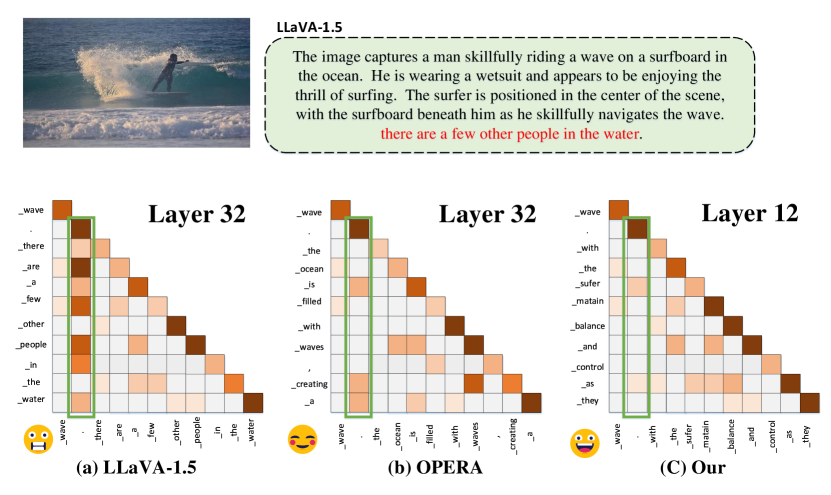 LLaVA-1.5
The image captures a man skillfully riding a wave on a surfboard in
the ocean. He is wearing a wetsuit and appears to be enjoying the
thrill of surfing. The surfer is positioned in the center of the scene,
with the surfboard beneath him as he skillfully navigates the wave.
there are a few other people in the water.
Layer 32
_wave
.
_there
_are
_a
_few
_other
_people
_in
_the
_water
_wave
.
_there
_are
_a
_few
_other
_people
_in
_the
_water
(a) LLaVA-1.5
Layer 32
_wave
.
_the
_ocean
_is
_filled
_with
_waves
,
_creating
_a
_wave
.
_the
_ocean
_is
_filled
_with
_waves
,
_creating
_a
(b) OPERA
Layer 12
_wave
.
_with
_the
_sufer
_matain
_balance
_and
_control
_as
_they
_wave
.
_with
_the
_sufer
_matain
_balance
_and
_control
_as
_they
(C) Our